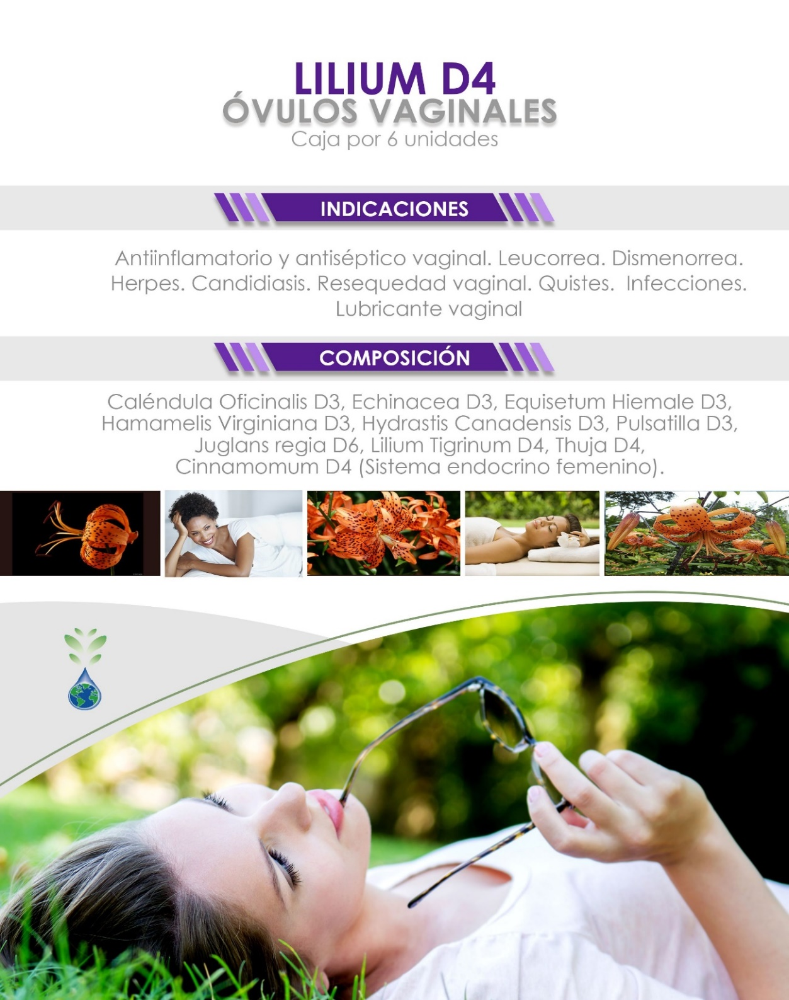 LILIUM D4
ÓVULOS VAGINALES
Caja por 6 unidades
INDICACIONES
Antiinflamatorio y antiséptico vaginal. Leucorrea. Dismenorrea.
Herpes. Candidiasis. Resequedad vaginal. Quistes. Infecciones.
Lubricante vaginal
COMPOSICIÓN
Caléndula Oficinalis D3, Echinacea D3, Equisetum Hiemale D3,
Hamamelis Virginiana D3, Hydrastis Canadensis D3, Pulsatilla D3,
Juglans regia D6, Lilium Tigrinum D4, Thuja D4,
Cinnamomum D4 (Sistema endocrino femenino).